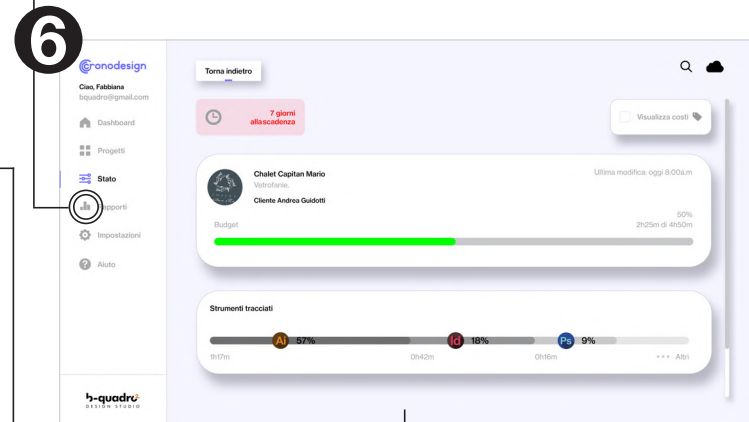 6
Cronodesign
Ciao, Fabbiana
bquadro@gmail.com
Dashboard
Progetti
Stato
Rapporti
Impostazioni
Aiuto
b-quadro
DESIGN STUDIO
Torna indietro
7 giorni
alla scadenza
Visualizza costi
Chalet Capitan Mario
Vetrofanie.
Cliente Andrea Guidotti
Ultima modifica: oggi 8:00a.m
Budget
50%
2h25m di 4h50m
Strumenti tracciati
Ai 57% Id 18% Ps 9%
1h17m 0h42m 0h16m Altri